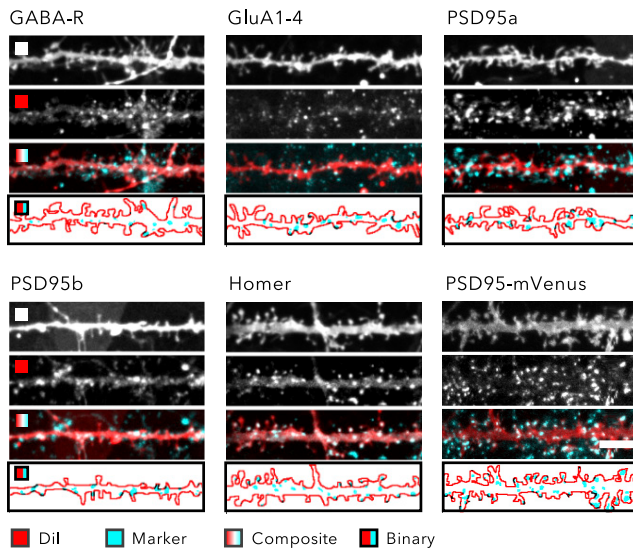 GABA-R GluA1-4 PSD95a
PSD95b Homer PSD95-mVenus
DiI Marker Composite Binary